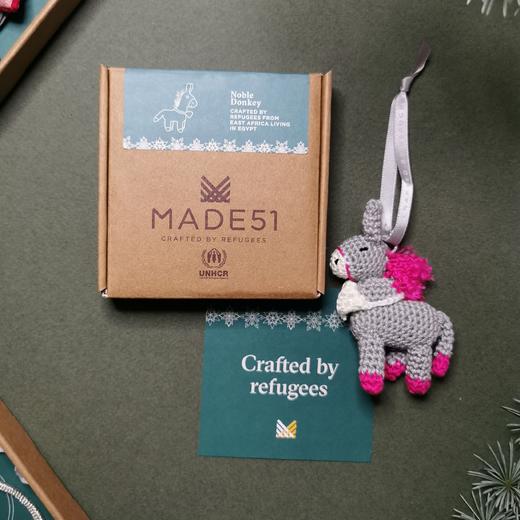 Noble
Donkey
CRAFTED BY
REFUGEES FROM
EAST AFRICA LIVING
IN EGYPT
MADE51
CRAFTED BY REFUGEES
UNHCR
Crafted by
refugees